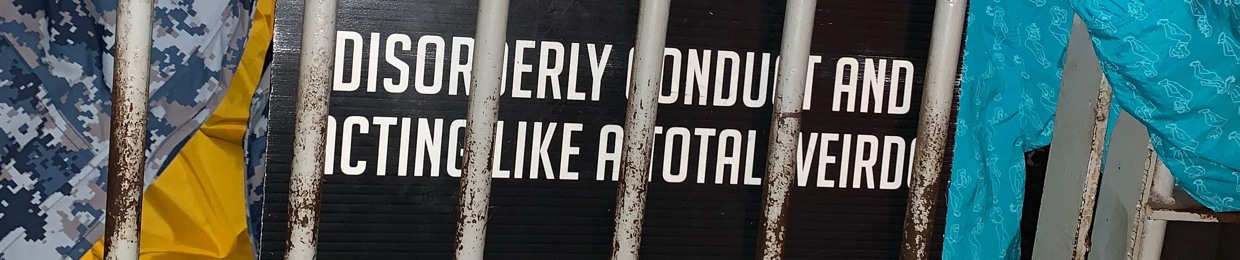 DISORDERLY CONDUCT AND
ACTING LIKE A TOTAL WEIRDO